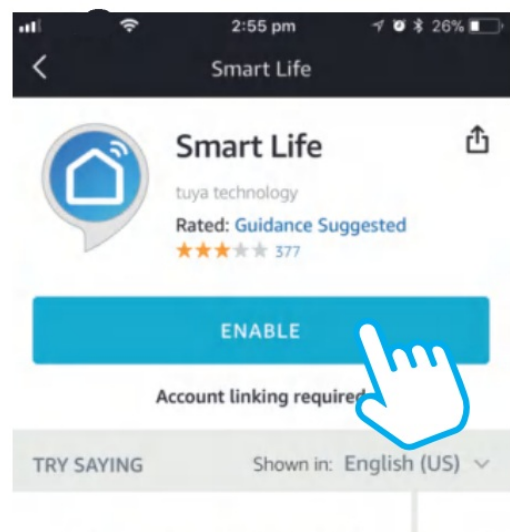 2:55 pm 26%
Smart Life
Smart Life
tuya technology
Rated: Guidance Suggested
377
ENABLE
Account linking required
TRY SAYING Shown in: English (US)